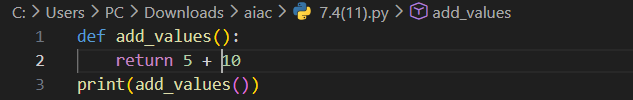 C: > Users > PC > Downloads > aiac > 7.4(11).py > add_values
1 def add_values():
2     return 5 + 10
3 print(add_values())